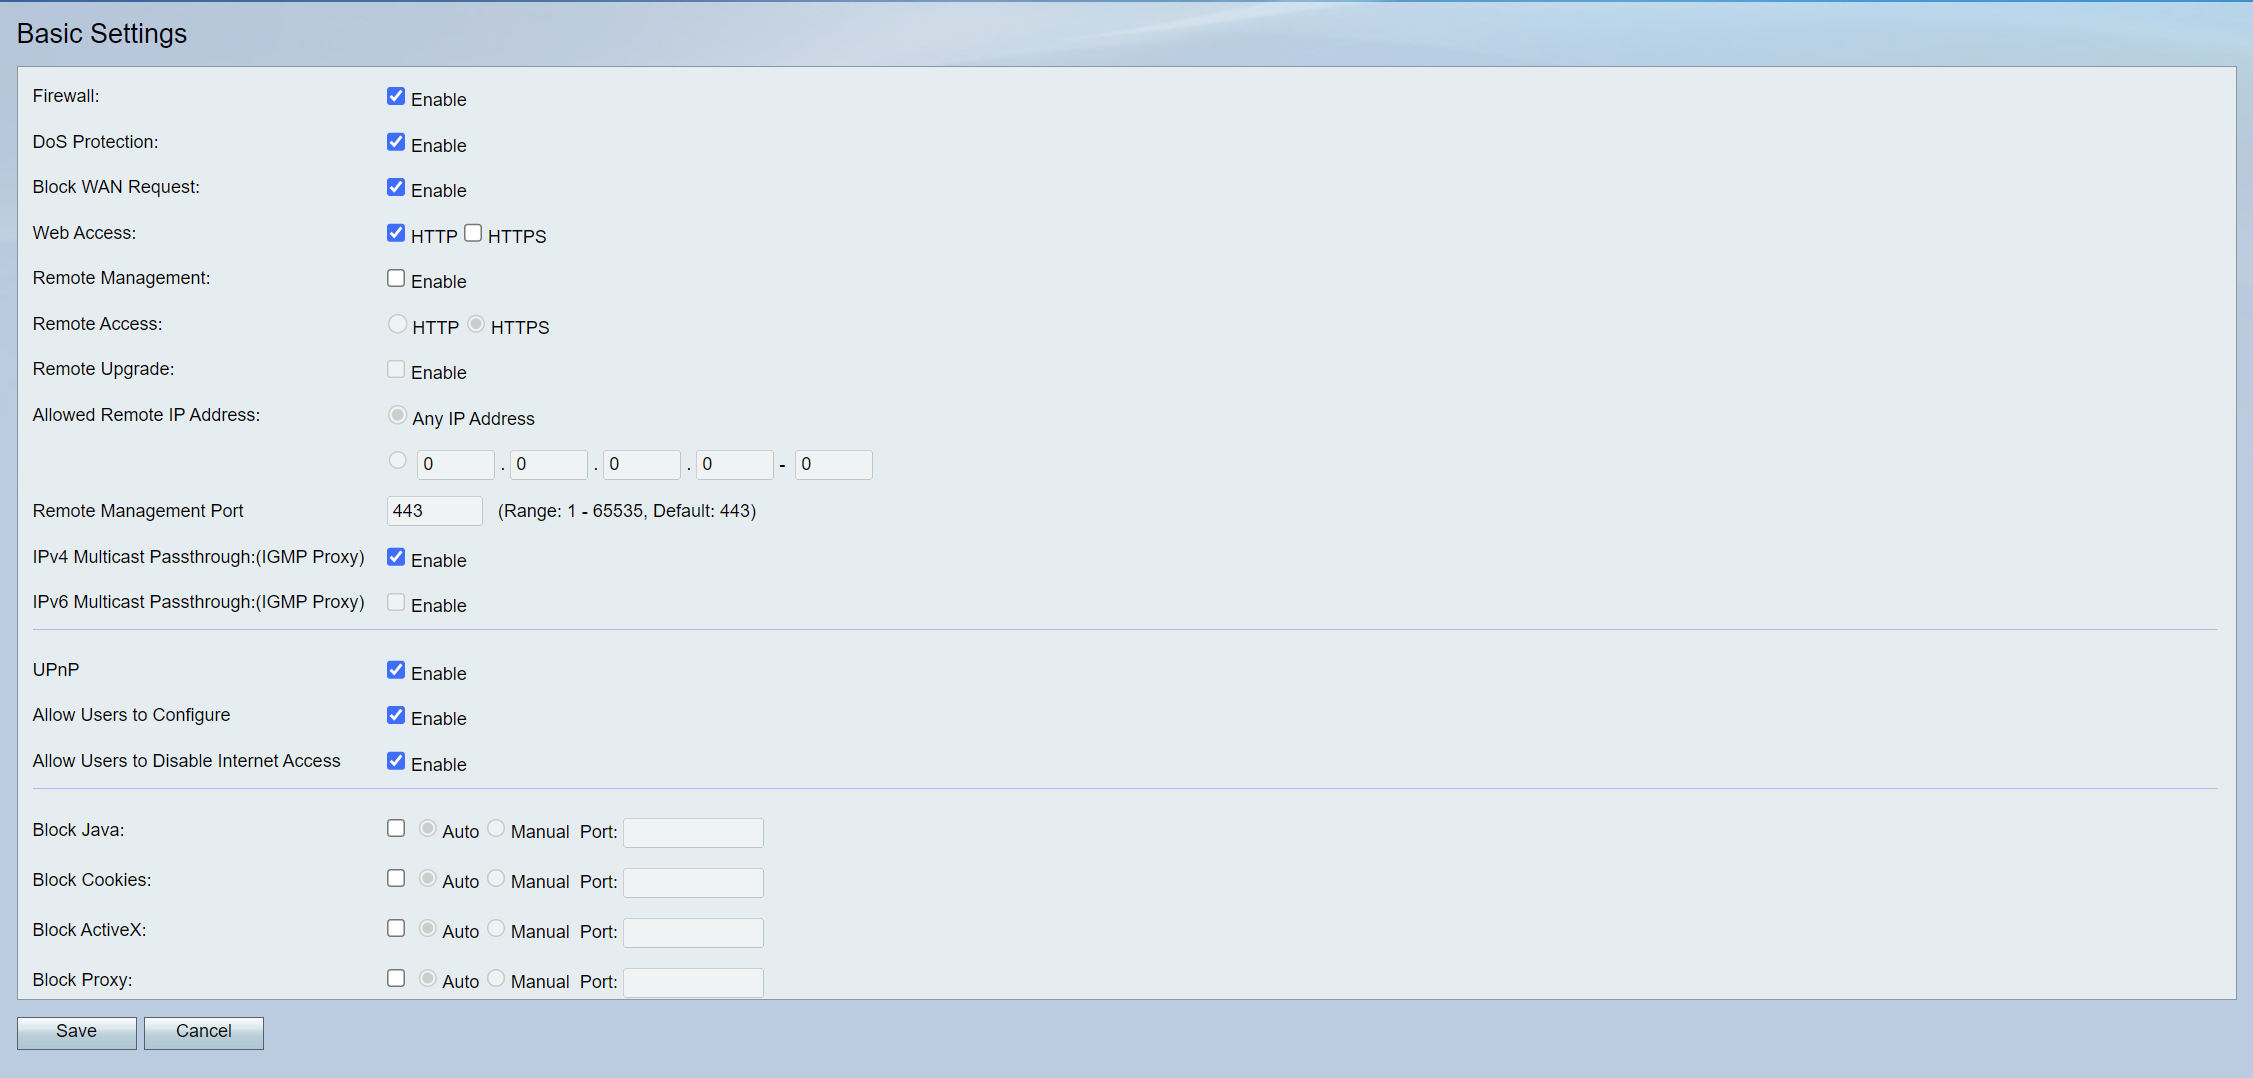 Basic Settings
Firewall: Enable
DoS Protection: Enable
Block WAN Request: Enable
Web Access: HTTP HTTPS
Remote Management: Enable
Remote Access: HTTP HTTPS
Remote Upgrade: Enable
Allowed Remote IP Address: Any IP Address
0 . 0 . 0 . 0 - 0
Remote Management Port 443 (Range: 1 - 65535, Default: 443)
IPv4 Multicast Passthrough:(IGMP Proxy) Enable
IPv6 Multicast Passthrough:(IGMP Proxy) Enable
UPnP Enable
Allow Users to Configure Enable
Allow Users to Disable Internet Access Enable
Block Java: Auto Manual Port:
Block Cookies: Auto Manual Port:
Block ActiveX: Auto Manual Port:
Block Proxy: Auto Manual Port:
Save Cancel